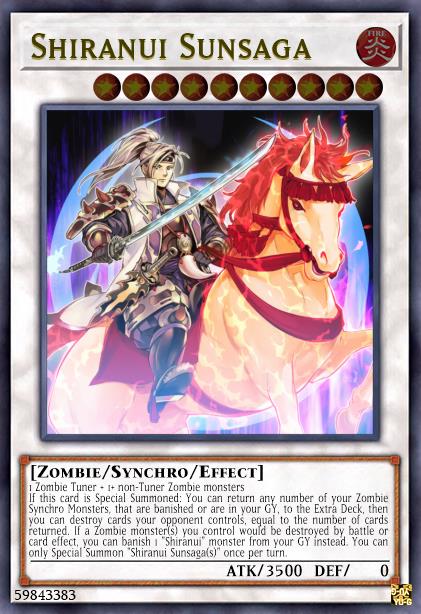 SHIRANUI SUNSAGA
FIRE
炎
[ZOMBIE/SYNCHRO/EFFECT]
1 Zombie Tuner + 1+ non-Tuner Zombie monsters
If this card is Special Summoned: You can return any number of your Zombie
Synchro Monsters, that are banished or are in your GY, to the Extra Deck, then
you can destroy cards your opponent controls, equal to the number of cards
returned. If a Zombie monster(s) you control would be destroyed by battle or
card effect, you can banish 1 "Shiranui" monster from your GY instead. You can
only Special Summon "Shiranui Sunsaga(s)" once per turn.
ATK/3500 DEF/ 0
59843383